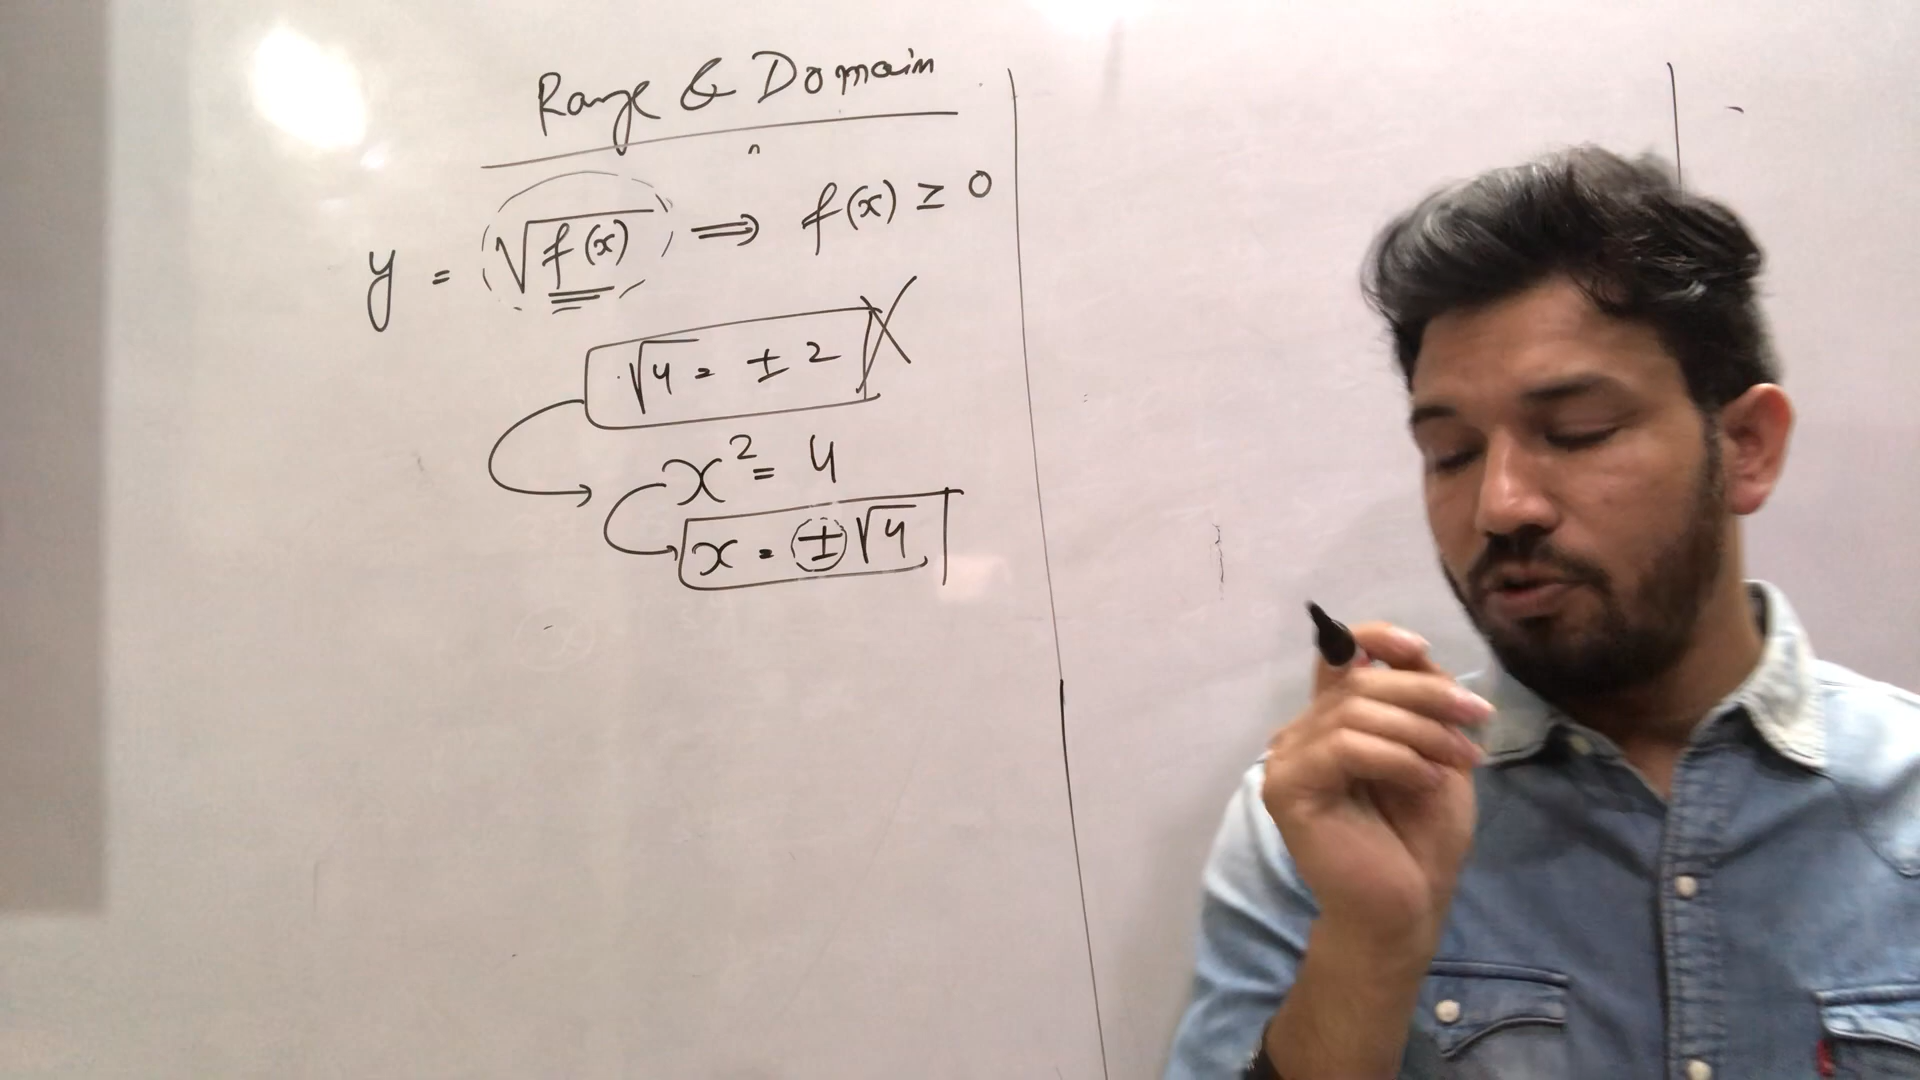 Range & Domain
y = √f(x) ⟹ f(x) ≥ 0
√4 = ± 2
x² = 4
x = ±√4